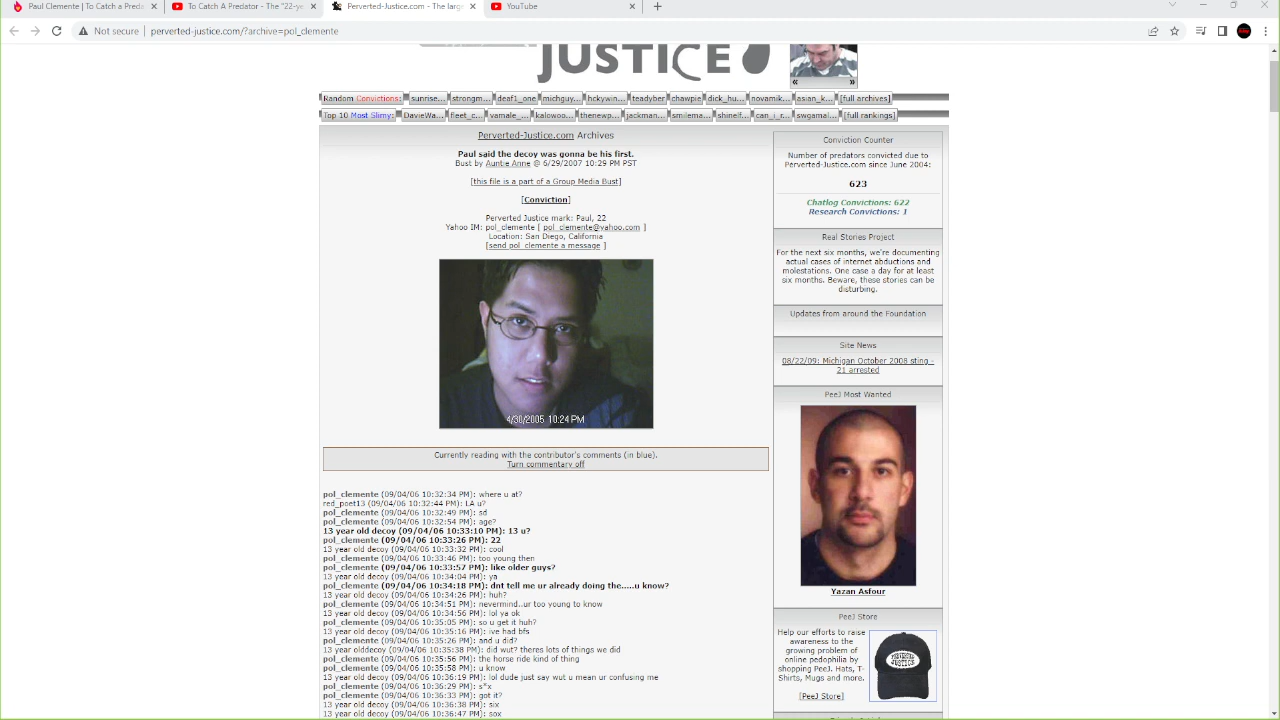 Paul Clemente | To Catch a Preda
To Catch A Predator - The "22-ye
Perverted-Justice.com - The larg
YouTube
Not secure
perverted-justice.com/?archive=pol_clemente
JUSTICE
«
»
Random Convictions: sunrise... strongm... deaf1_one michguy... hckywin... teadyber chawpie dick_hu... novamik... asian_k... [full archives]
Top 10 Most Slimy: DavieWa... fleet_c... vamale_... kalowoo... thenewp... jackman... smilema... shinelf... can_i_r... swgamal... [full rankings]
Perverted-Justice.com Archives
Paul said the decoy was gonna be his first.
Bust by Auntie Anne @ 6/29/2007 10:29 PM PST
[this file is a part of a Group Media Bust]
[Conviction]
Perverted Justice mark: Paul, 22
Yahoo IM: pol_clemente [ pol_clemente@yahoo.com ]
Location: San Diego, California
[send pol_clemente a message ]
4/30/2005 10:24 PM
Currently reading with the contributor's comments (in blue).
Turn commentary off
pol_clemente (09/04/06 10:32:34 PM): where u at?
red_poet13 (09/04/06 10:32:44 PM): LA u?
pol_clemente (09/04/06 10:32:49 PM): sd
pol_clemente (09/04/06 10:32:54 PM): age?
13 year old decoy (09/04/06 10:33:10 PM): 13 u?
pol_clemente (09/04/06 10:33:26 PM): 22
13 year old decoy (09/04/06 10:33:32 PM): cool
pol_clemente (09/04/06 10:33:46 PM): too young then
pol_clemente (09/04/06 10:33:57 PM): like older guys?
13 year old decoy (09/04/06 10:34:04 PM): ya
pol_clemente (09/04/06 10:34:18 PM): dnt tell me ur already doing the.....u know?
13 year old decoy (09/04/06 10:34:26 PM): huh?
pol_clemente (09/04/06 10:34:51 PM): nevermind..ur too young to know
13 year old decoy (09/04/06 10:34:56 PM): lol ya ok
pol_clemente (09/04/06 10:35:05 PM): so u get it huh?
13 year old decoy (09/04/06 10:35:16 PM): ive had bfs
pol_clemente (09/04/06 10:35:26 PM): and u did?
13 year olddecoy (09/04/06 10:35:38 PM): did wut? theres lots of things we did
pol_clemente (09/04/06 10:35:56 PM): the horse ride kind of thing
pol_clemente (09/04/06 10:35:58 PM): u know
13 year old decoy (09/04/06 10:36:19 PM): lol dude just say wut u mean ur confusing me
pol_clemente (09/04/06 10:36:29 PM): s*x
pol_clemente (09/04/06 10:36:33 PM): got it?
13 year old decoy (09/04/06 10:36:38 PM): six
13 year old decoy (09/04/06 10:36:47 PM): sox
Conviction Counter
Number of predators convicted due to
Perverted-Justice.com since June 2004:
623
Chatlog Convictions: 622
Research Convictions: 1
Real Stories Project
For the next six months, we're documenting
actual cases of internet abductions and
molestations. One case a day for at least
six months. Beware, these stories can be
disturbing.
Updates from around the Foundation
Site News
08/22/09: Michigan October 2008 sting -
21 arrested
PeeJ Most Wanted
Yazan Asfour
PeeJ Store
Help our efforts to raise
awareness to the
growing problem of
online pedophilia by
shopping PeeJ. Hats, T-
Shirts, Mugs and more.
[PeeJ Store]
PERVERTED
JUSTICE